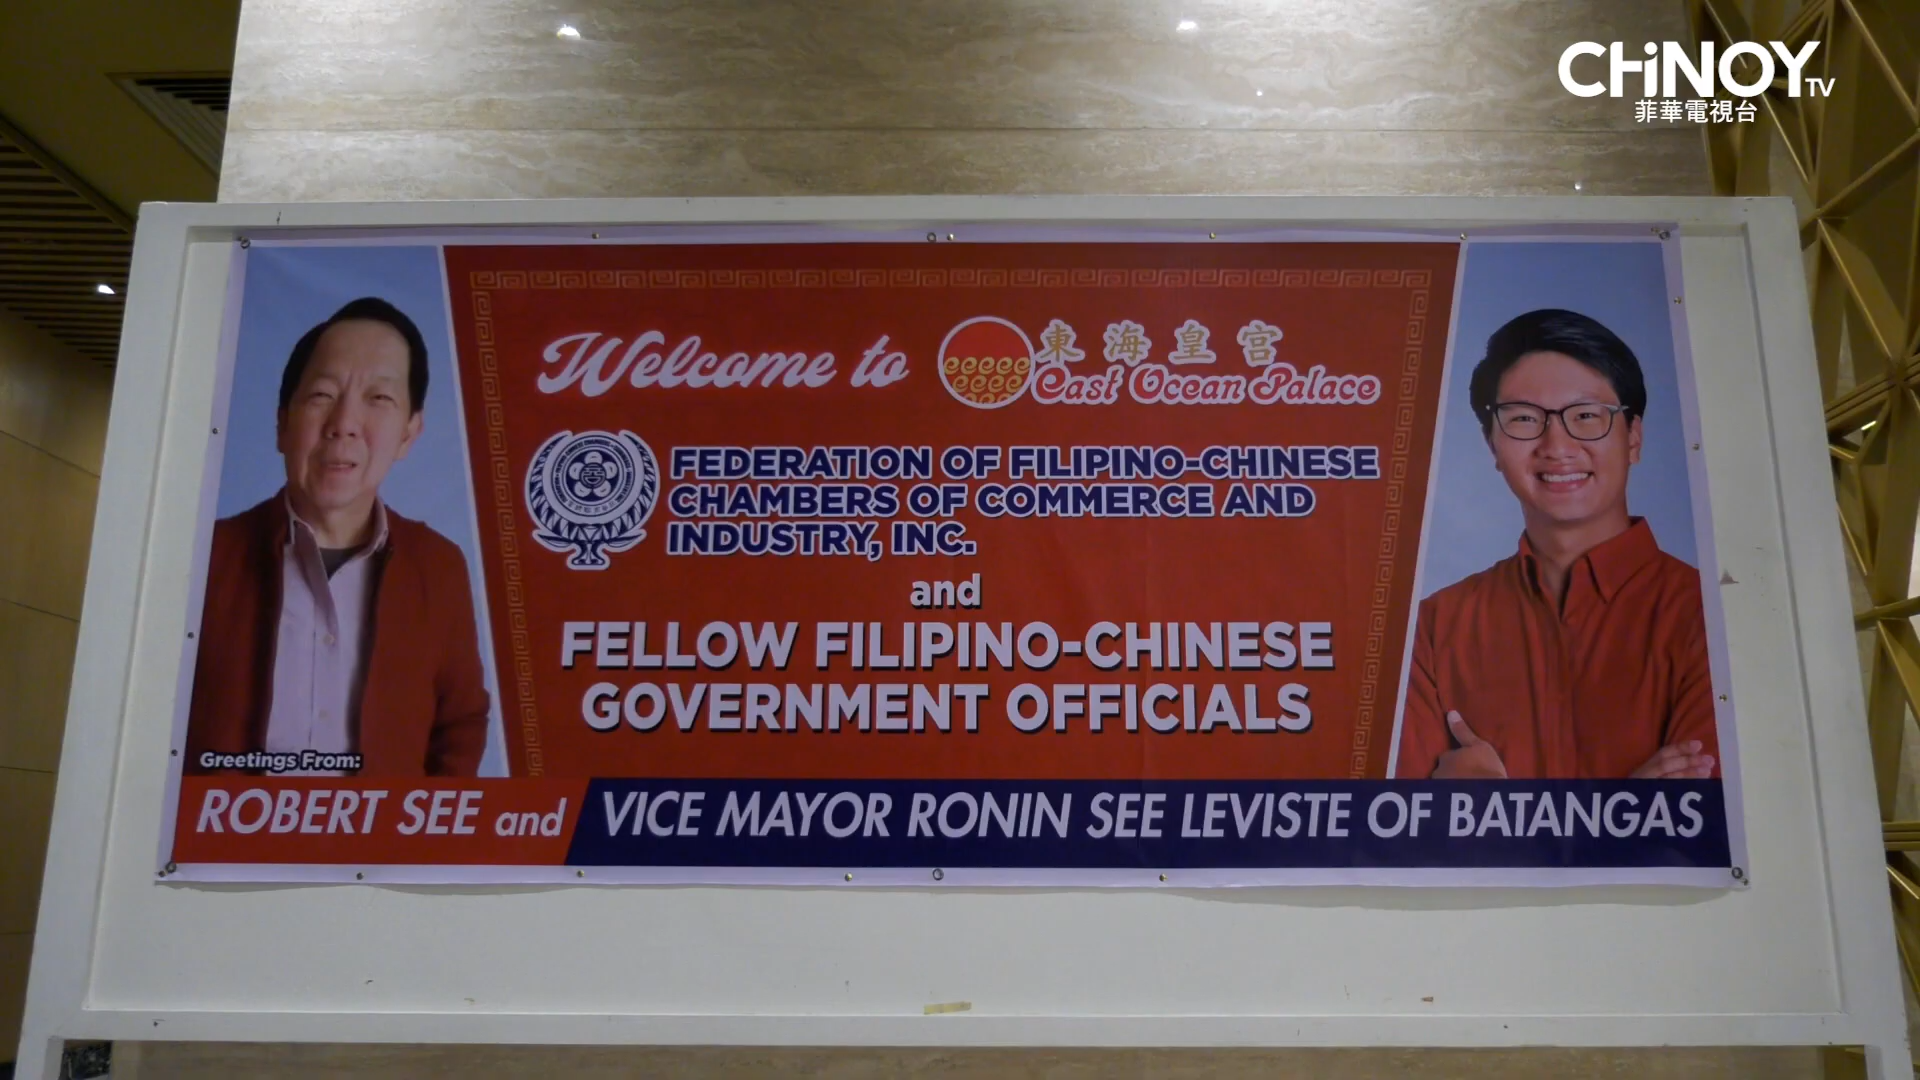 CHiNOY TV
菲華電視台
Welcome to
東海皇宮
East Ocean Palace
FEDERATION OF FILIPINO-CHINESE
CHAMBERS OF COMMERCE AND
INDUSTRY, INC.
and
FELLOW FILIPINO-CHINESE
GOVERNMENT OFFICIALS
Greetings From:
ROBERT SEE and VICE MAYOR RONIN SEE LEVISTE OF BATANGAS